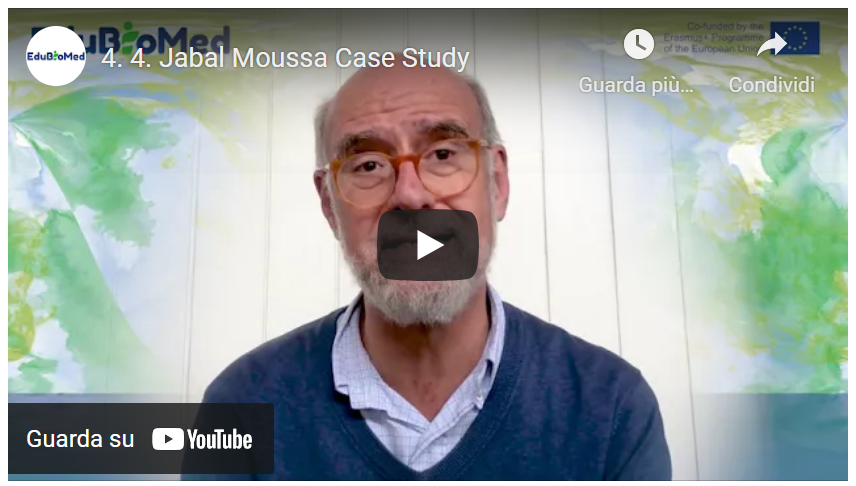 EduBioMed
EduBioMed
4. 4. Jabal Moussa Case Study
Co-funded by the
Erasmus+ Programme
of the European Union
Guarda più...
Condividi
Guarda su YouTube